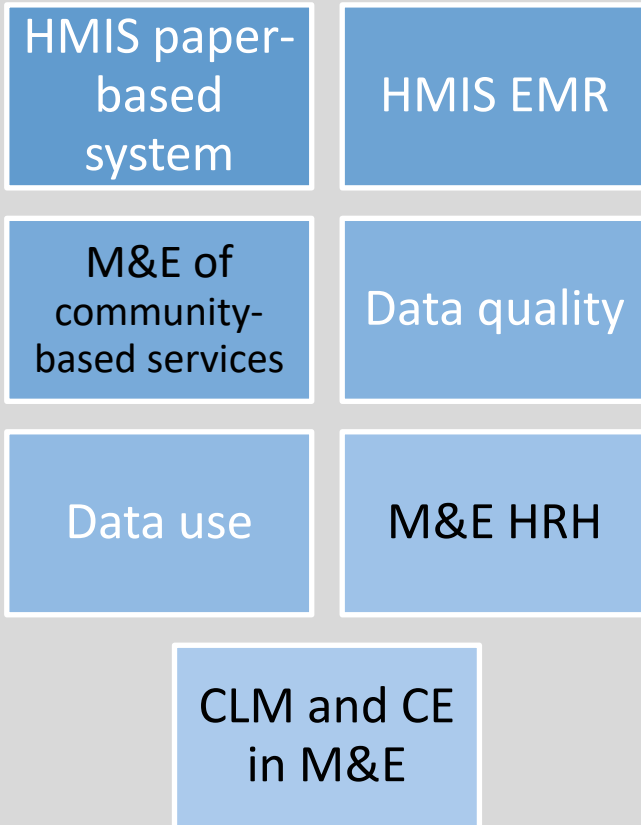 HMIS paper-
based
system
HMIS EMR
M&E of
community-
based services
Data quality
Data use
M&E HRH
CLM and CE
in M&E